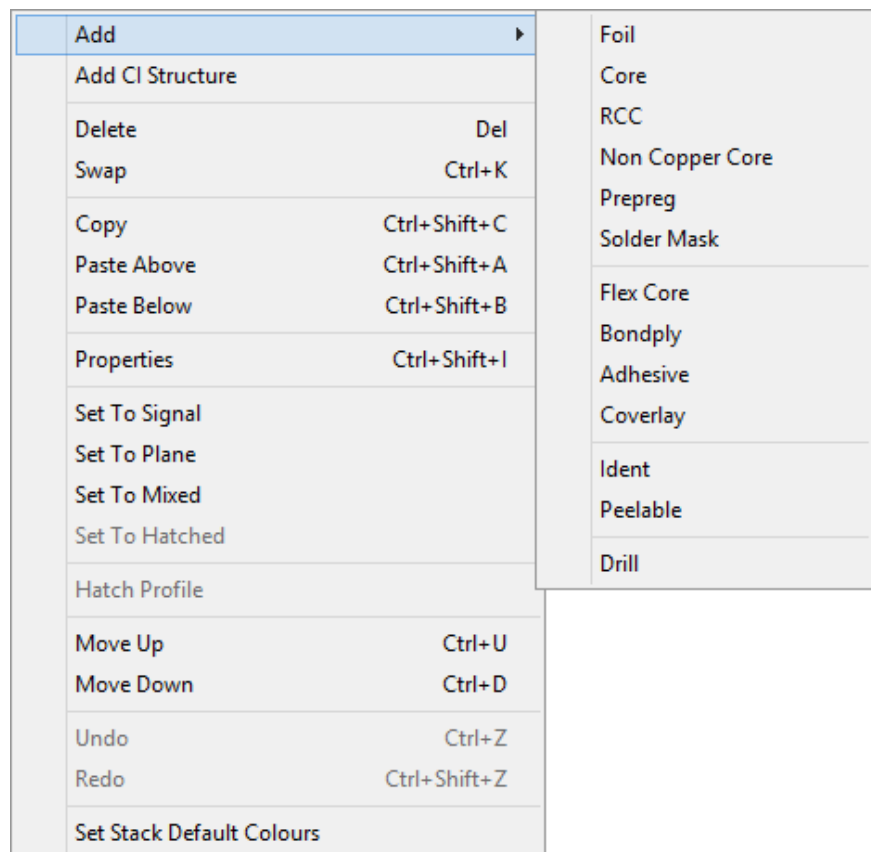 Add
Add CI Structure
Delete Del
Swap Ctrl+K
Copy Ctrl+Shift+C
Paste Above Ctrl+Shift+A
Paste Below Ctrl+Shift+B
Properties Ctrl+Shift+I
Set To Signal
Set To Plane
Set To Mixed
Set To Hatched
Hatch Profile
Move Up Ctrl+U
Move Down Ctrl+D
Undo Ctrl+Z
Redo Ctrl+Shift+Z
Set Stack Default Colours
Foil
Core
RCC
Non Copper Core
Prepreg
Solder Mask
Flex Core
Bondply
Adhesive
Coverlay
Ident
Peelable
Drill